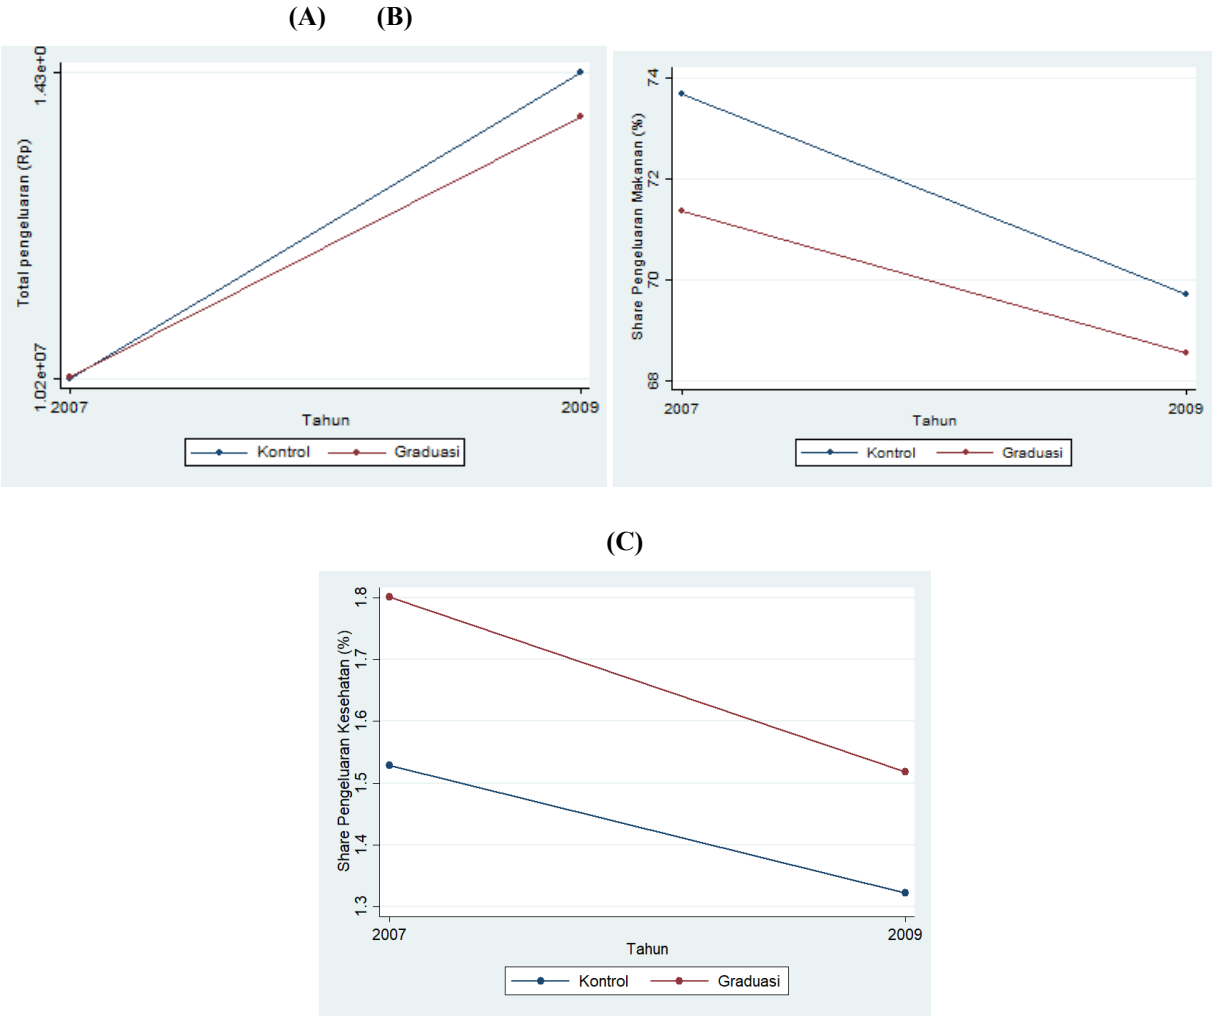 (A) (B)
1.43e+0
1.02e+07
Total pengeluaran (Rp)
2007 2009
Tahun
Kontrol Graduasi
74
72
70
68
Share Pengeluaran Makanan (%)
2007 2009
Tahun
Kontrol Graduasi
(C)
1.8
1.7
1.6
1.5
1.4
1.3
Share Pengeluaran Kesehatan (%)
2007 2009
Tahun
Kontrol Graduasi